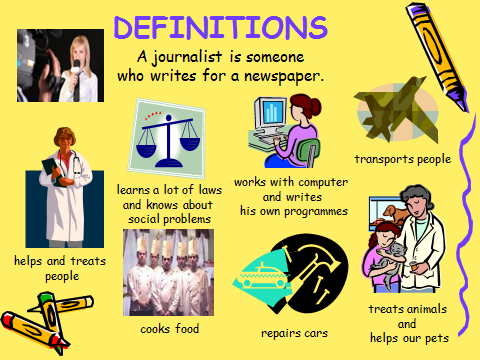 DEFINITIONS
A journalist is someone
who writes for a newspaper.
transports people
learns a lot of laws
and knows about
social problems
works with computer
and writes
his own programmes
helps and treats
people
cooks food
repairs cars
treats animals
and
helps our pets